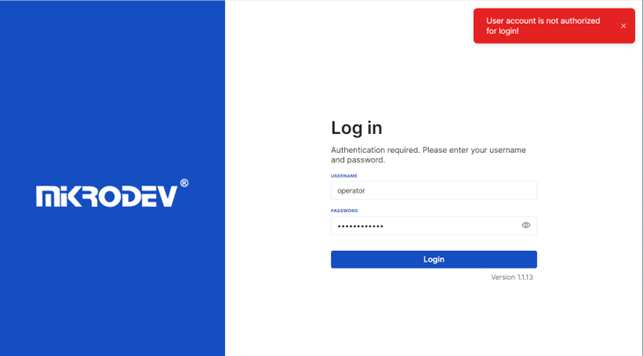 User account is not authorized
for login!
Log in
Authentication required. Please enter your username
and password.
USERNAME
operator
MIKRODEV®
PASSWORD
••••••••••••
Login
Version 1.1.13